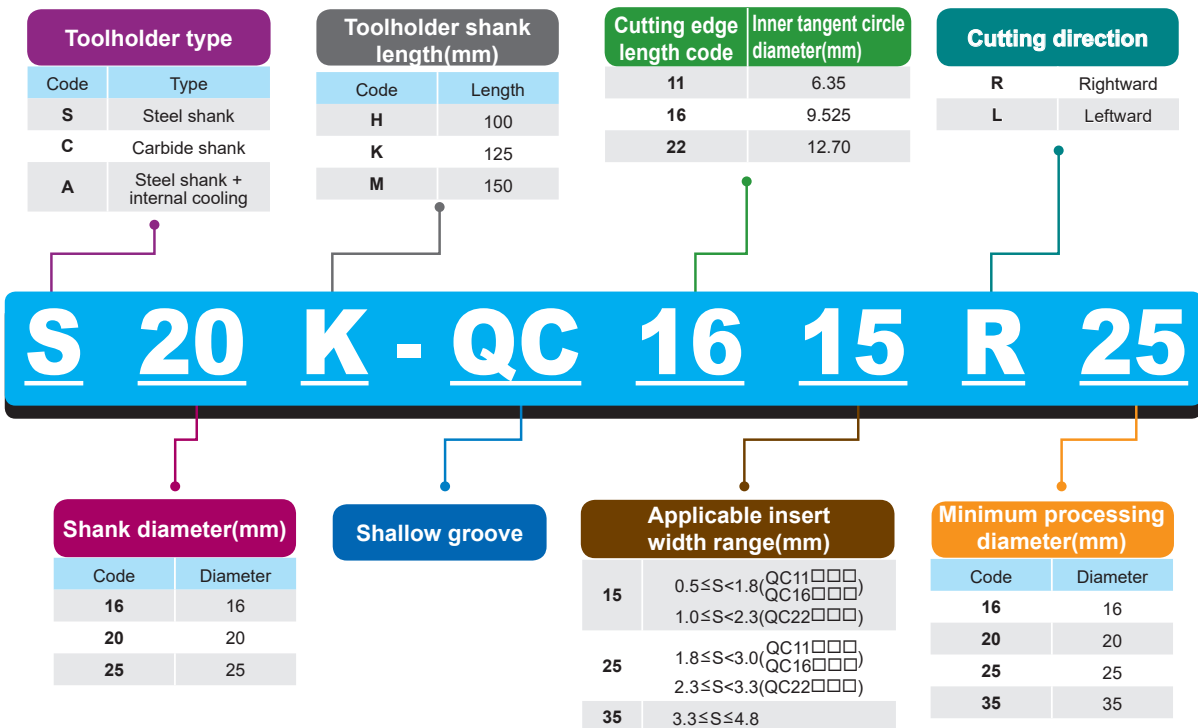 Toolholder type
Code Type
S Steel shank
C Carbide shank
A Steel shank +
internal cooling
Toolholder shank
length(mm)
Code Length
H 100
K 125
M 150
Cutting edge
length code
Inner tangent circle
diameter(mm)
11 6.35
16 9.525
22 12.70
Cutting direction
R Rightward
L Leftward
S 20 K - QC 16 15 R 25
Shank diameter(mm)
Code Diameter
16 16
20 20
25 25
Shallow groove
Applicable insert
width range(mm)
15 0.5≤S<1.8(QC11□□□
QC16□□□)
1.0≤S<2.3(QC22□□□)
25 1.8≤S<3.0(QC11□□□
QC16□□□)
2.3≤S<3.3(QC22□□□)
35 3.3≤S≤4.8
Minimum processing
diameter(mm)
Code Diameter
16 16
20 20
25 25
35 35